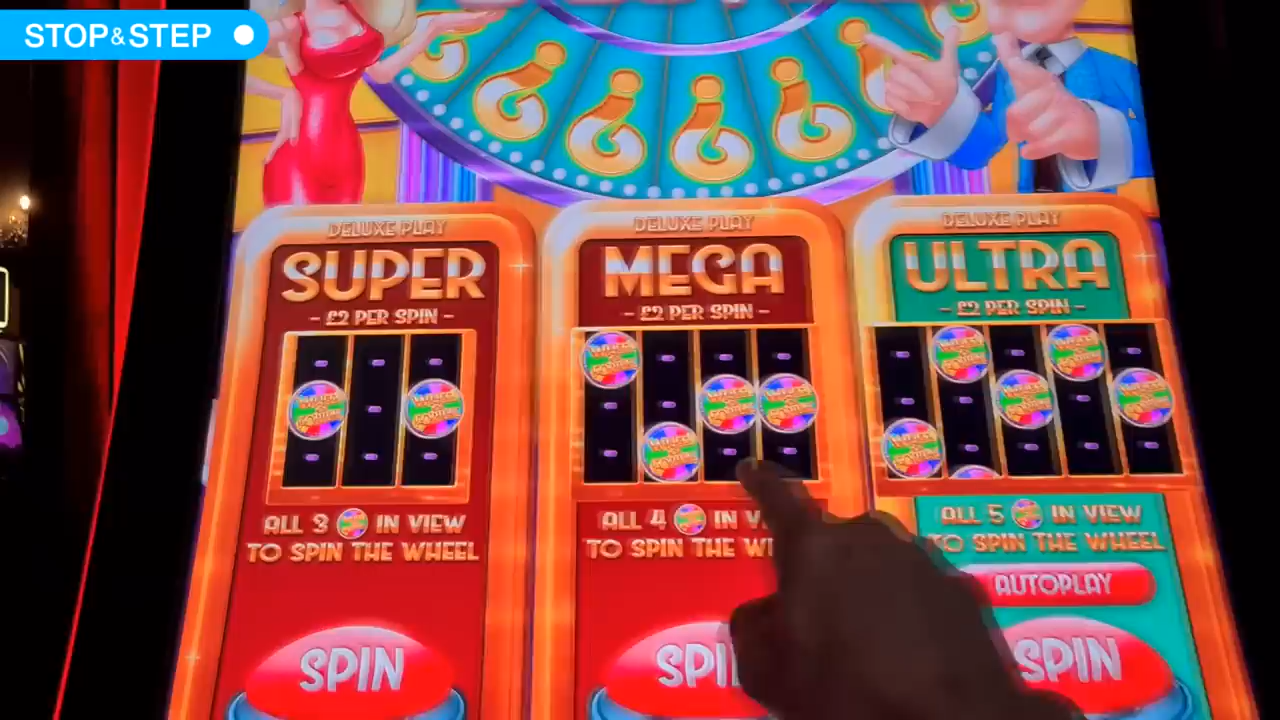 STOP&STEP
DELUXE PLAY
SUPER
- £2 PER SPIN -
ALL 3 IN VIEW
TO SPIN THE WHEEL
SPIN
DELUXE PLAY
MEGA
- £2 PER SPIN -
ALL 4 IN
TO SPIN THE
DELUXE PLAY
ULTRA
- £2 PER SPIN -
ALL 5 IN VIEW
TO SPIN THE WHEEL
AUTOPLAY
SPIN